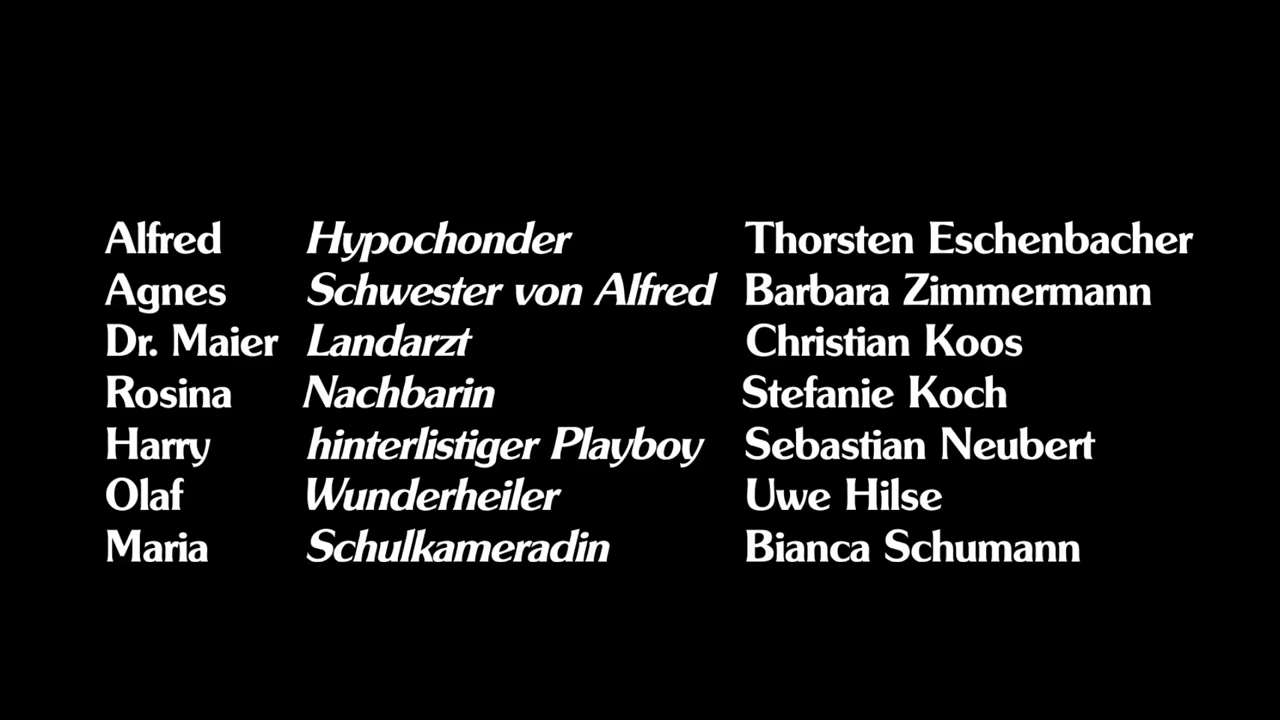 Alfred Hypochonder Thorsten Eschenbacher
Agnes Schwester von Alfred Barbara Zimmermann
Dr. Maier Landarzt Christian Koos
Rosina Nachbarin Stefanie Koch
Harry hinterlistiger Playboy Sebastian Neubert
Olaf Wunderheiler Uwe Hilse
Maria Schulkameradin Bianca Schumann